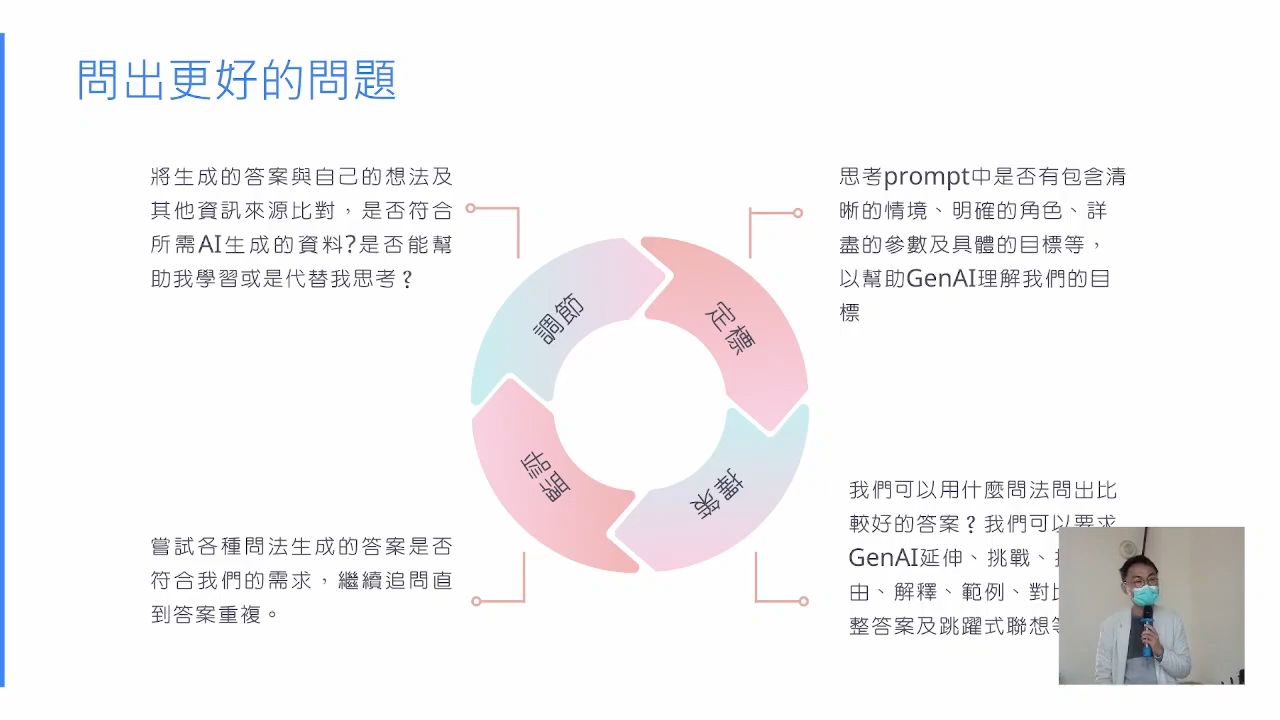 問出更好的問題
將生成的答案與自己的想法及
其他資訊來源比對，是否符合
所需AI生成的資料?是否能幫
助我學習或是代替我思考？
思考prompt中是否有包含清
晰的情境、明確的角色、詳
盡的參數及具體的目標等，
以幫助GenAI理解我們的目
標
調節
定標
監評
擇策
嘗試各種問法生成的答案是否
符合我們的需求，繼續追問直
到答案重複。
我們可以用什麼問法問出比
較好的答案？我們可以要求
GenAI延伸、挑戰、
由、解釋、範例、對
整答案及跳躍式聯想